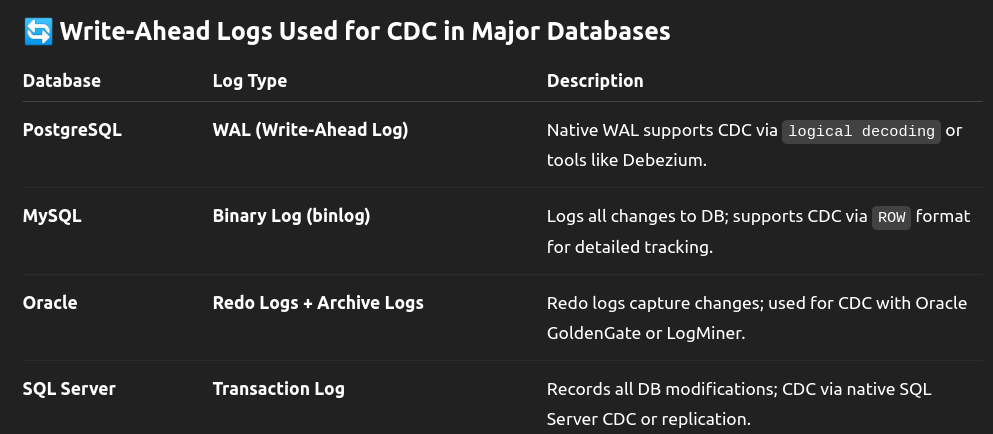 🔄 Write-Ahead Logs Used for CDC in Major Databases
Database Log Type Description
PostgreSQL WAL (Write-Ahead Log) Native WAL supports CDC via logical decoding or
tools like Debezium.
MySQL Binary Log (binlog) Logs all changes to DB; supports CDC via ROW format
for detailed tracking.
Oracle Redo Logs + Archive Logs Redo logs capture changes; used for CDC with Oracle
GoldenGate or LogMiner.
SQL Server Transaction Log Records all DB modifications; CDC via native SQL
Server CDC or replication.